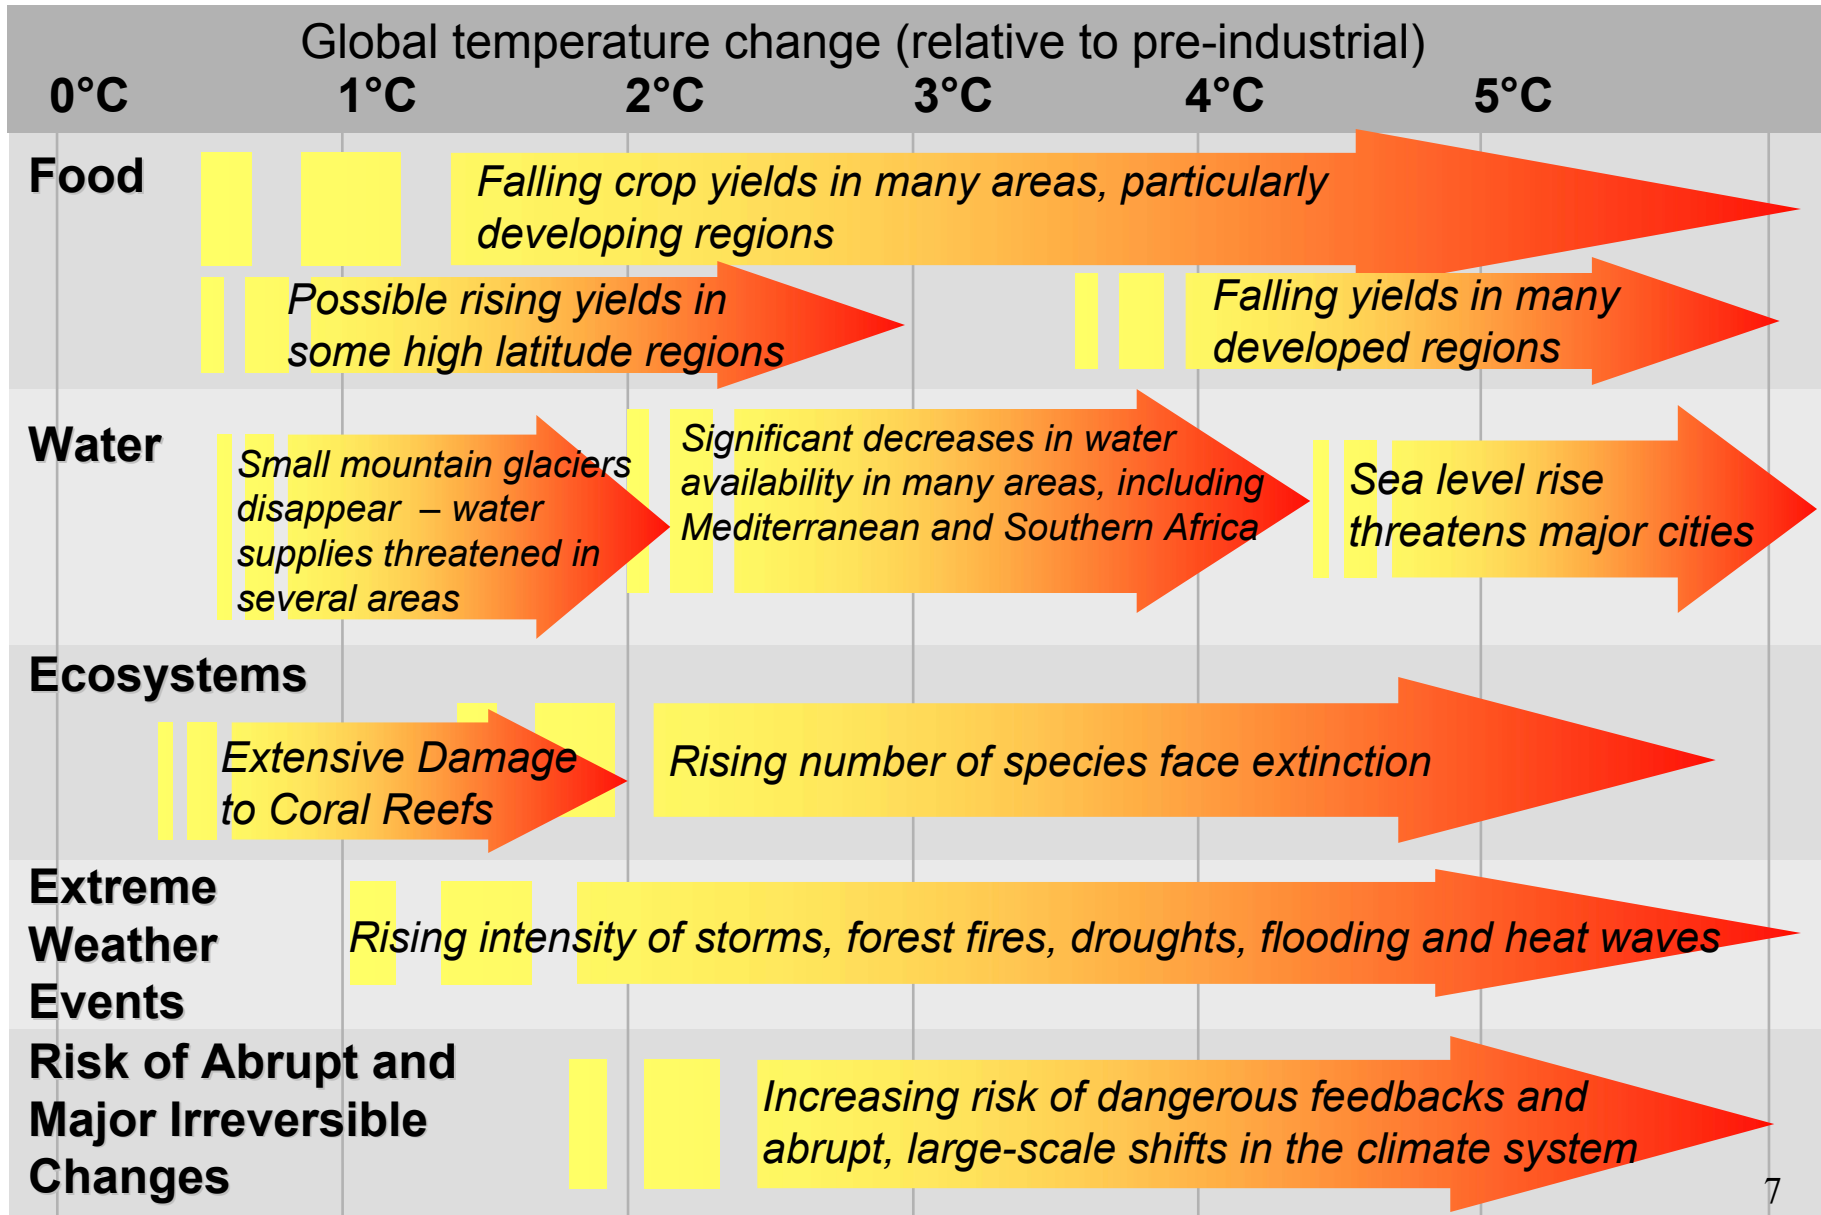 Global temperature change (relative to pre-industrial)
0°C 1°C 2°C 3°C 4°C 5°C
Food
Falling crop yields in many areas, particularly
developing regions
Possible rising yields in
some high latitude regions
Falling yields in many
developed regions
Water
Small mountain glaciers
disappear – water
supplies threatened in
several areas
Significant decreases in water
availability in many areas, including
Mediterranean and Southern Africa
Sea level rise
threatens major cities
Ecosystems
Extensive Damage
to Coral Reefs
Rising number of species face extinction
Extreme
Weather
Events
Rising intensity of storms, forest fires, droughts, flooding and heat waves
Risk of Abrupt and
Major Irreversible
Changes
Increasing risk of dangerous feedbacks and
abrupt, large-scale shifts in the climate system
7